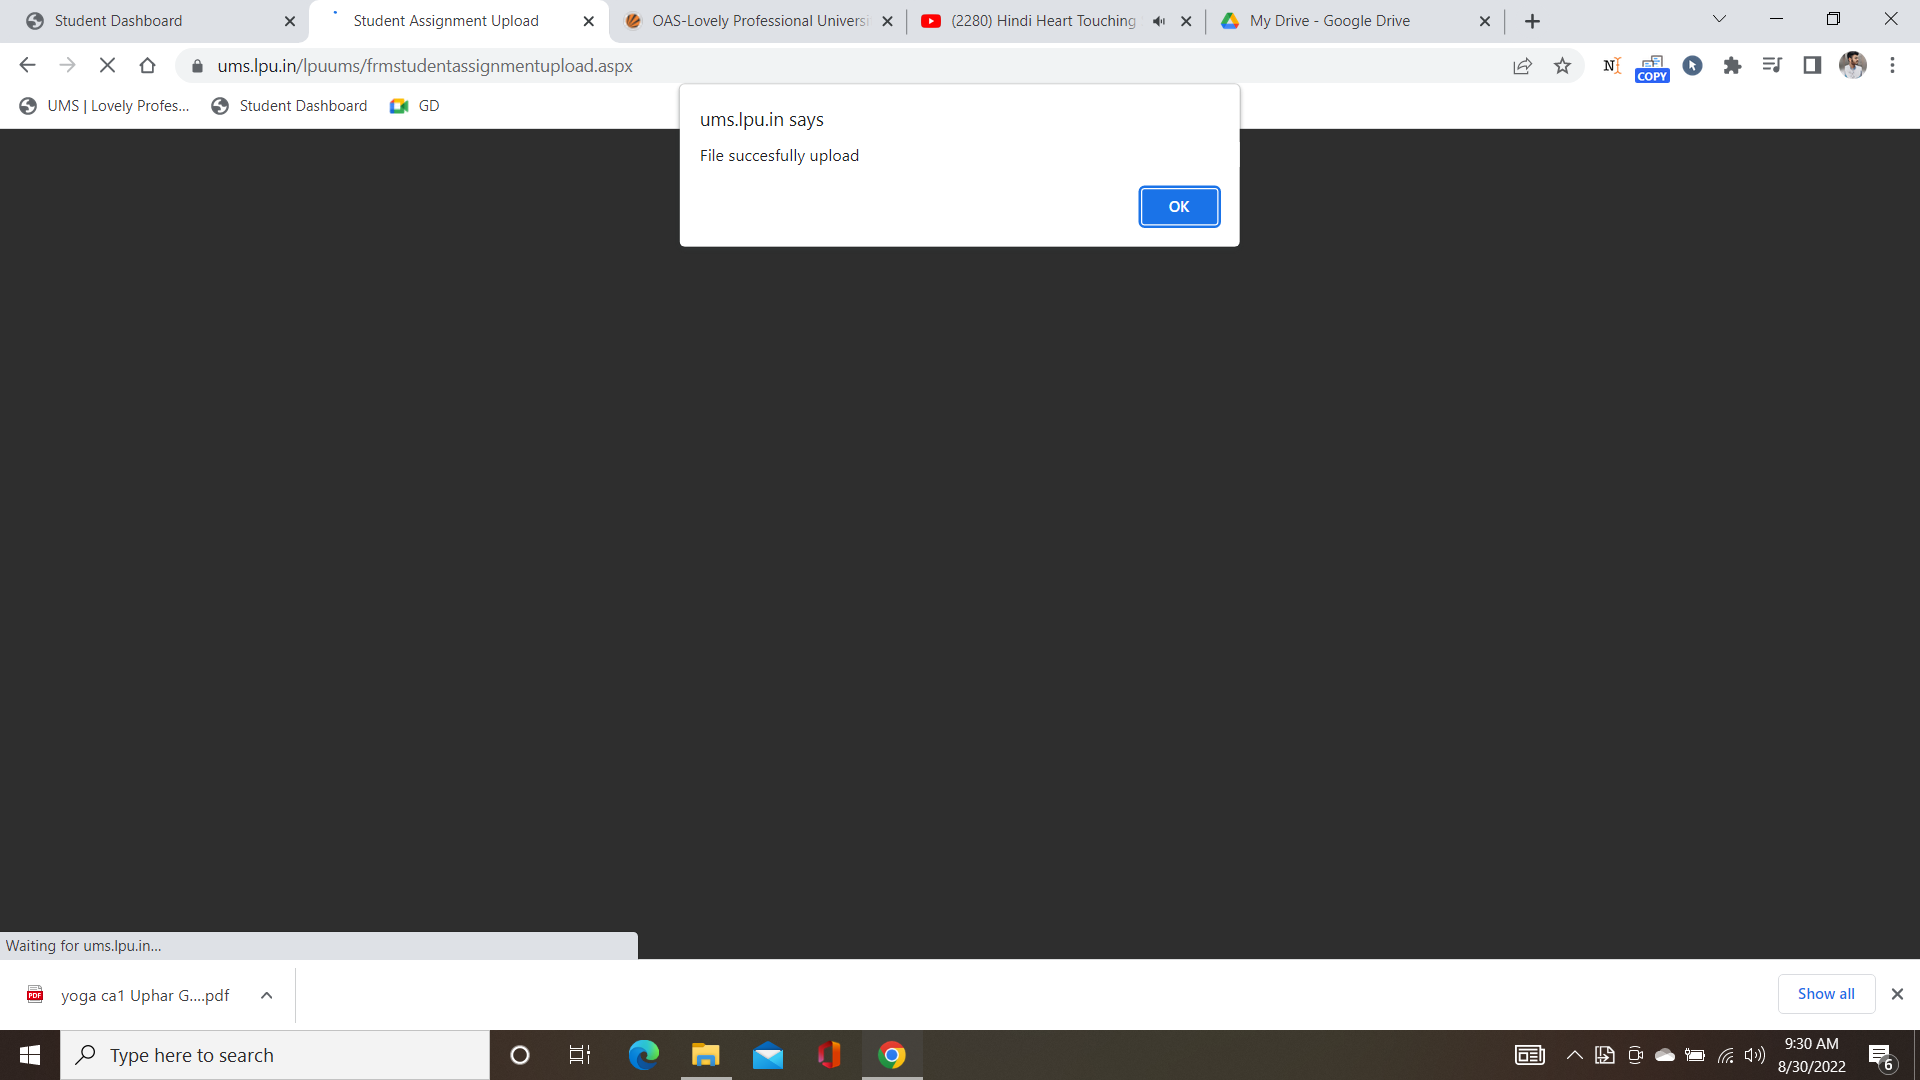 Student Dashboard
Student Assignment Upload
OAS-Lovely Professional Universi
(2280) Hindi Heart Touching
My Drive - Google Drive
ums.lpu.in/lpuums/frmstudentassignmentupload.aspx
N
COPY
UMS | Lovely Profes...
Student Dashboard
GD
ums.lpu.in says
File succesfully upload
OK
Waiting for ums.lpu.in...
PDF
yoga ca1 Uphar G....pdf
Show all
Type here to search
9:30 AM
8/30/2022
6